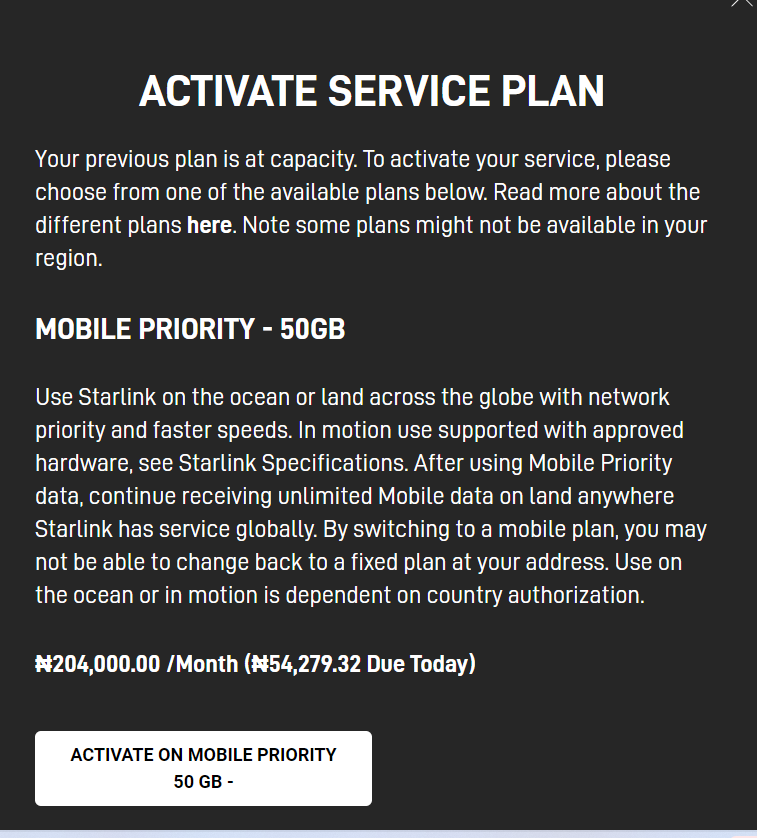 ACTIVATE SERVICE PLAN
Your previous plan is at capacity. To activate your service, please
choose from one of the available plans below. Read more about the
different plans here. Note some plans might not be available in your
region.
MOBILE PRIORITY - 50GB
Use Starlink on the ocean or land across the globe with network
priority and faster speeds. In motion use supported with approved
hardware, see Starlink Specifications. After using Mobile Priority
data, continue receiving unlimited Mobile data on land anywhere
Starlink has service globally. By switching to a mobile plan, you may
not be able to change back to a fixed plan at your address. Use on
the ocean or in motion is dependent on country authorization.
₦204,000.00 /Month (₦54,279.32 Due Today)
ACTIVATE ON MOBILE PRIORITY
50 GB -